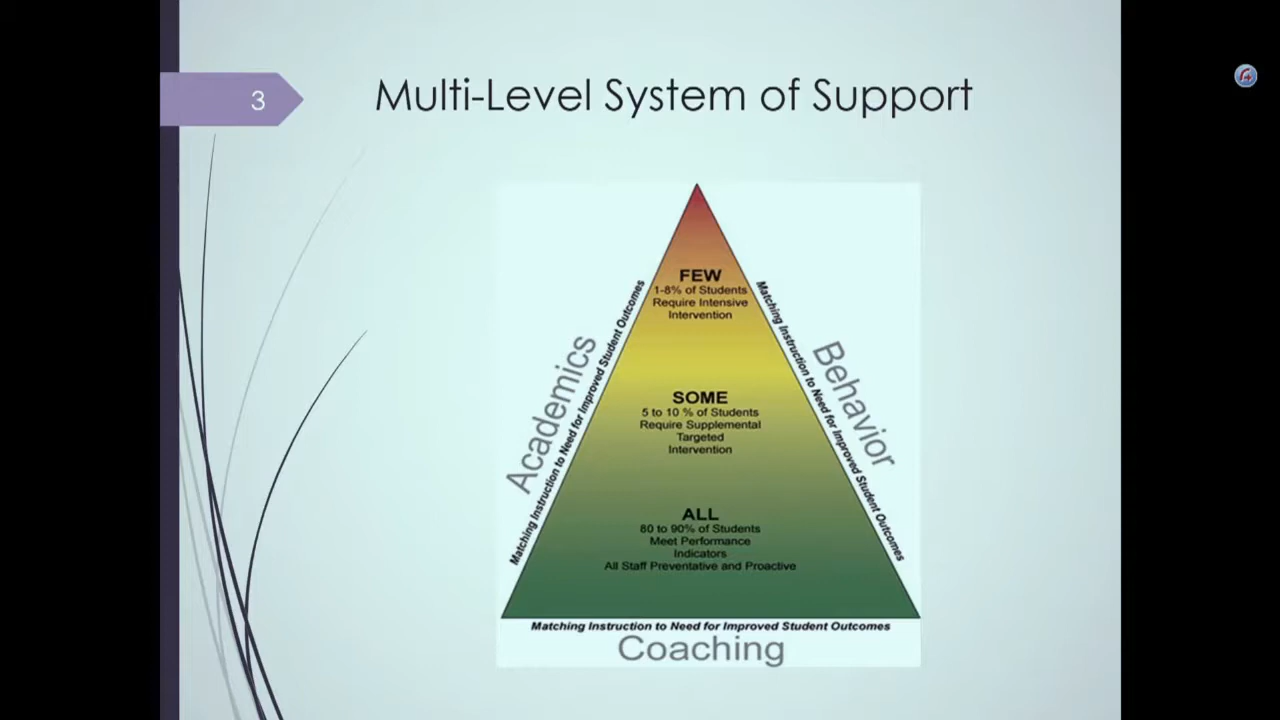 3
Multi-Level System of Support
FEW
1-8% of Students
Require Intensive
Intervention
SOME
5 to 10 % of Students
Require Supplemental
Targeted
Intervention
ALL
80 to 90% of Students
Meet Performance
Indicators
All Staff Preventative and Proactive
Academics
Matching Instruction to Need for Improved Student Outcomes
Matching Instruction to Need for Improved Student Outcomes
Behavior
Matching Instruction to Need for Improved Student Outcomes
Coaching